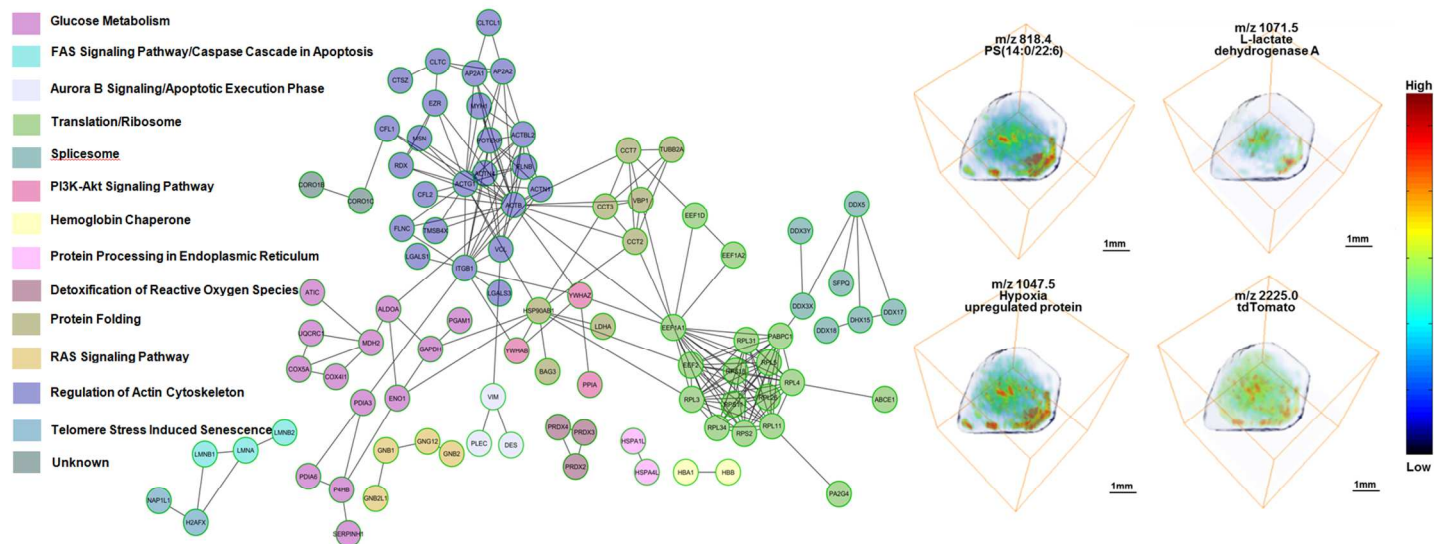 Glucose Metabolism
FAS Signaling Pathway/Caspase Cascade in Apoptosis
Aurora B Signaling/Apoptotic Execution Phase
Translation/Ribosome
Splicesome
PI3K-Akt Signaling Pathway
Hemoglobin Chaperone
Protein Processing in Endoplasmic Reticulum
Detoxification of Reactive Oxygen Species
Protein Folding
RAS Signaling Pathway
Regulation of Actin Cytoskeleton
Telomere Stress Induced Senescence
Unknown
CLTCL1
CLTC
AP2A1
AP2A2
CTSZ
EZR
MYH1
CFL1
MSN
ACTBL2
RDX
FLNB
ACTG1
ACTN4
ACTN1
CORO1B
CORO1C
CFL2
ACTB
FLNC
TMSB4X
VCL
LGALS1
ITGB1
LGALS3
CCT7
TUBB2A
CCT3
VBP1
CCT2
EEF1D
EEF1A2
DDX5
DDX3Y
SFPQ
DDX3X
DDX18
DHX15
DDX17
ATIC
ALDOA
PGAM1
UQCRC1
MDH2
GAPDH
COX5A
COX4I1
PDIA3
ENO1
HSP90AB1
YWHAZ
LDHA
YWHAB
BAG3
PPIA
EEF1A1
RPL31
PABPC1
EEF2
RPL5
RPL4
RPL3
ABCE1
RPL34
RPS2
RPL11
PA2G4
VIM
PLEC
DES
PRDX4
PRDX3
PRDX2
HSPA1L
HSPA4L
HBA1
HBB
GNB1
GNG12
GNB2
GNB2L1
LMNB2
LMNB1
LMNA
NAP1L1
H2AFX
PDIA6
P4HB
SERPINH1
m/z 818.4
PS(14:0/22:6)
1mm
m/z 1071.5
L-lactate
dehydrogenase A
1mm
m/z 1047.5
Hypoxia
upregulated protein
1mm
m/z 2225.0
tdTomato
1mm
High
Low